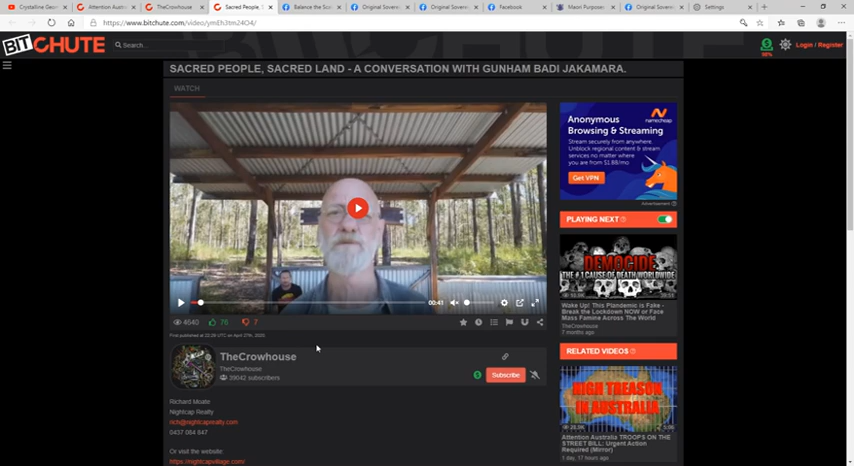 Crystalline Geo
Attention Austra
TheCrowhouse
Sacred People, S
Balance the Sca
Original Sovere
Original Sovere
Facebook
Maori Purposes
Original Sovere
Settings
https://www.bitchute.com/video/ymEh3tm24O4/
BITCHUTE
Search...
Login / Register
SACRED PEOPLE, SACRED LAND - A CONVERSATION WITH GUNHAM BADI JAKAMARA.
WATCH
00:43
4640
76
7
First published at 22:29 UTC on April 27th, 2020.
TheCrowhouse
TheCrowhouse
39042 subscribers
Subscribe
Richard Moate
Nightcap Realty
rich@nightcaprealty.com
0437 064 847
Or visit the website:
https://nightcapvillage.com/
namecheap
Anonymous
Browsing & Streaming
Stream securely from anywhere.
Unblock regional content & stream
services no matter where
you are from $1.88/mo
Get VPN
Advertisement
PLAYING NEXT
DEMOCIDE
THE #1 CAUSE OF DEATH WORLDWIDE
Wake Up! This Plandemic is Fake -
Break the Lockdown NOW or Face
Mass Famine Across The World
TheCrowhouse
7 months ago
RELATED VIDEOS
HIGH TREASON
IN AUSTRALIA
Attention Australia TROOPS ON THE
STREET BILL: Urgent Action
Required (Mirror)
1 day, 17 hours ago